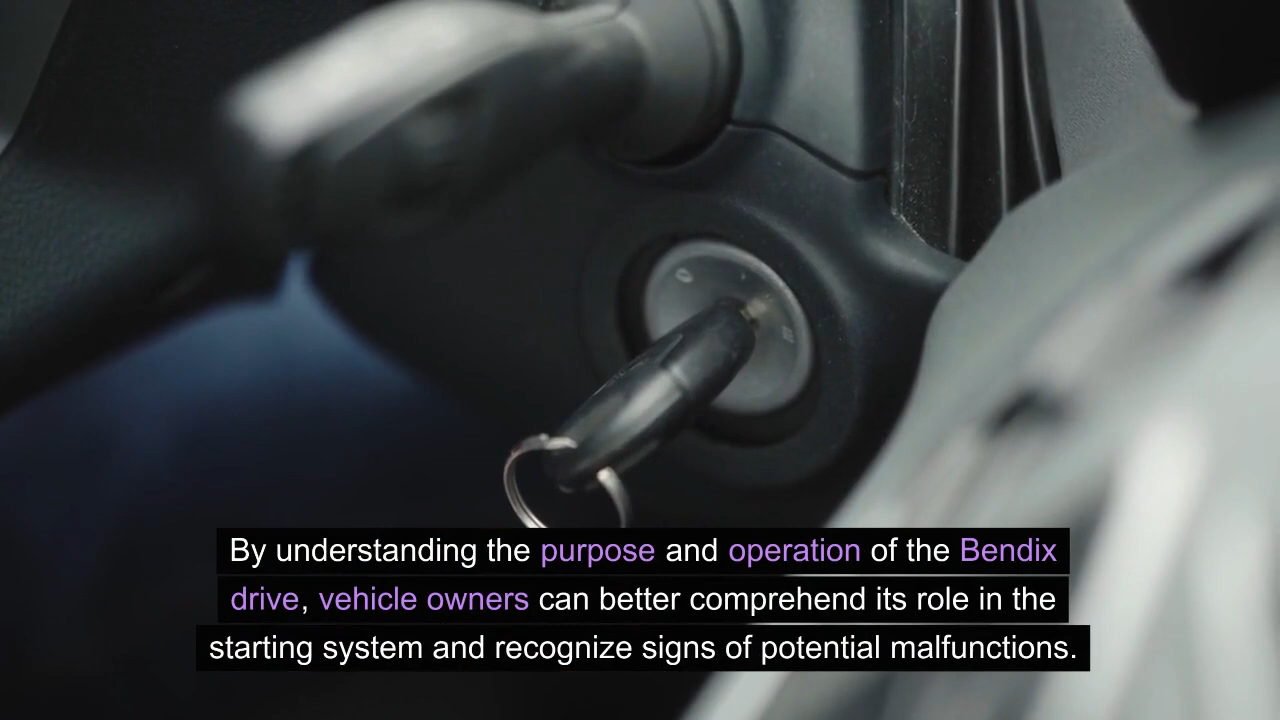 By understanding the purpose and operation of the Bendix
drive, vehicle owners can better comprehend its role in the
starting system and recognize signs of potential malfunctions.